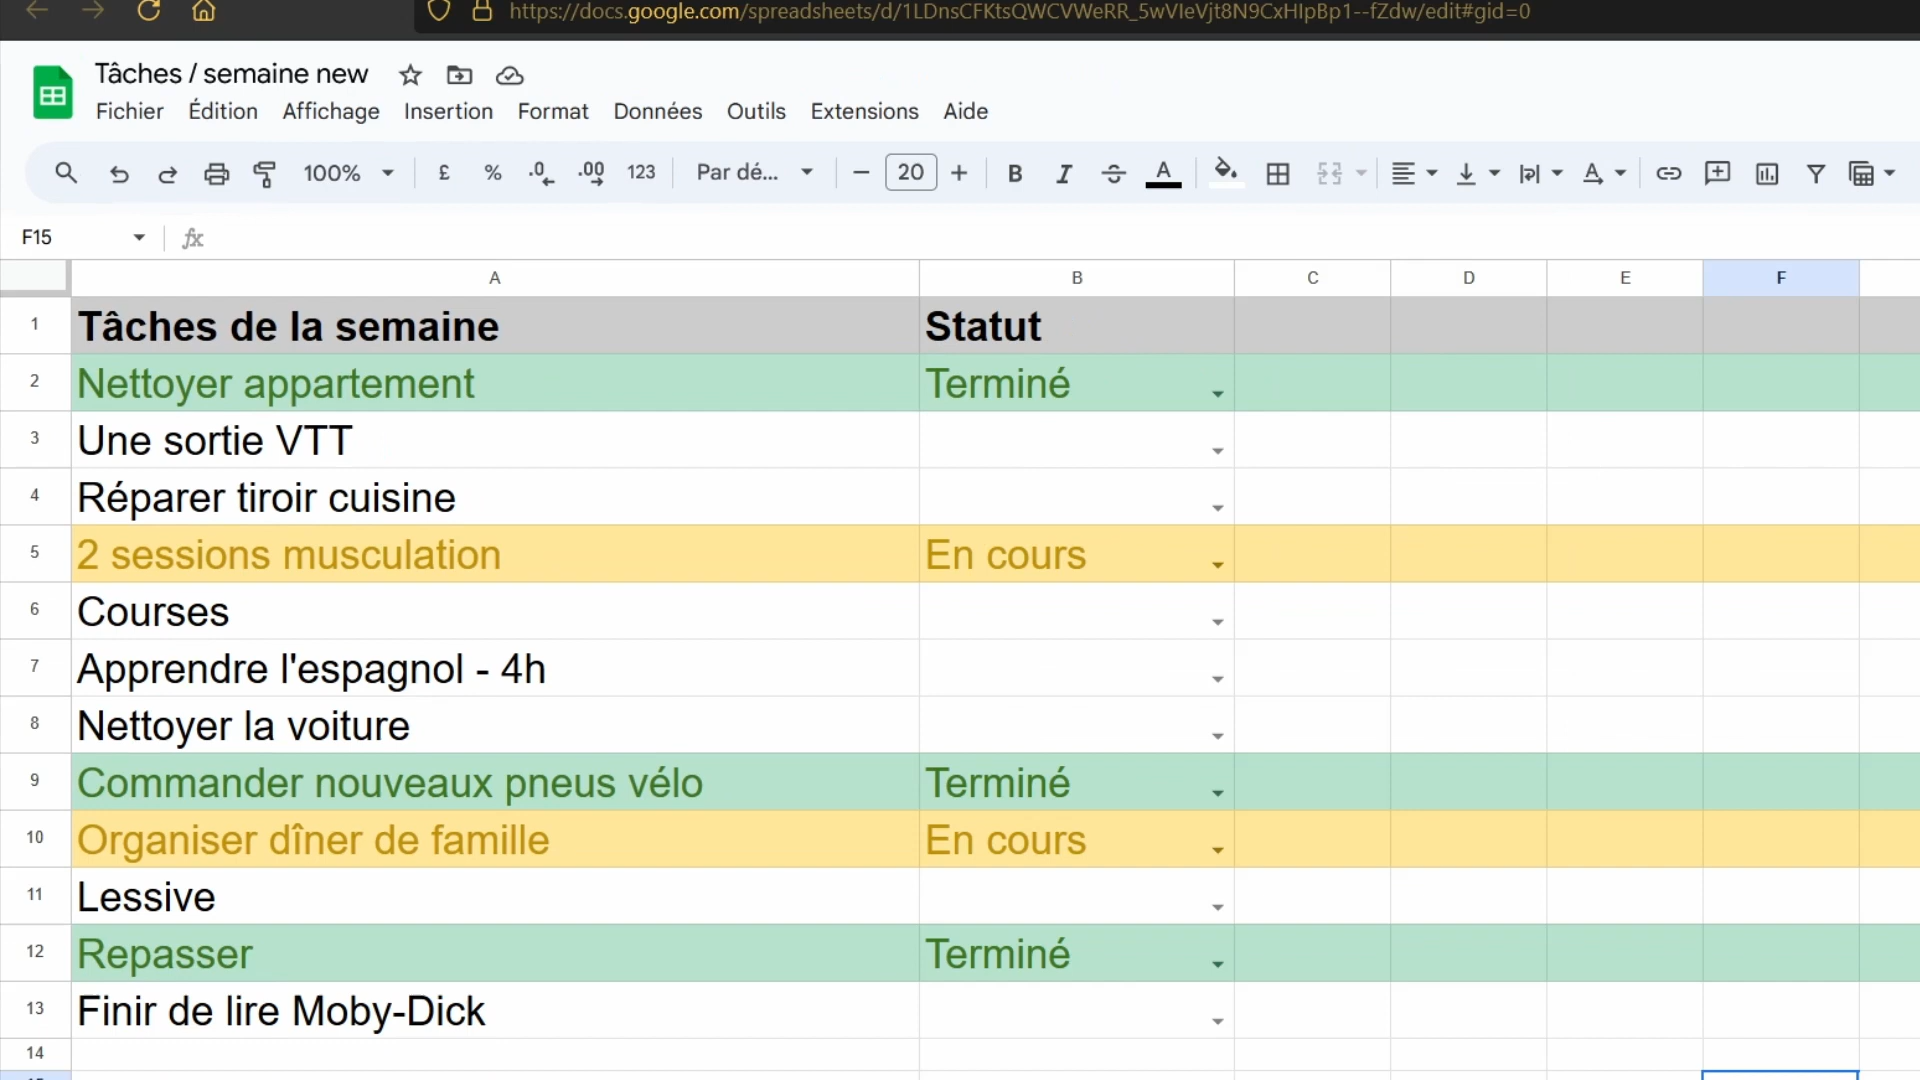 https://docs.google.com/spreadsheets/d/1LDnsCFKtsQWCVWeRR_5wVIeVjt8N9CxHIpBp1--fZdw/edit#gid=0
Tâches / semaine new
Fichier Édition Affichage Insertion Format Données Outils Extensions Aide
100% £ % .0 .00 123 Par dé... 20 B I S A
F15 fx
A B C D E F
1 Tâches de la semaine Statut
2 Nettoyer appartement Terminé
3 Une sortie VTT
4 Réparer tiroir cuisine
5 2 sessions musculation En cours
6 Courses
7 Apprendre l'espagnol - 4h
8 Nettoyer la voiture
9 Commander nouveaux pneus vélo Terminé
10 Organiser dîner de famille En cours
11 Lessive
12 Repasser Terminé
13 Finir de lire Moby-Dick
14